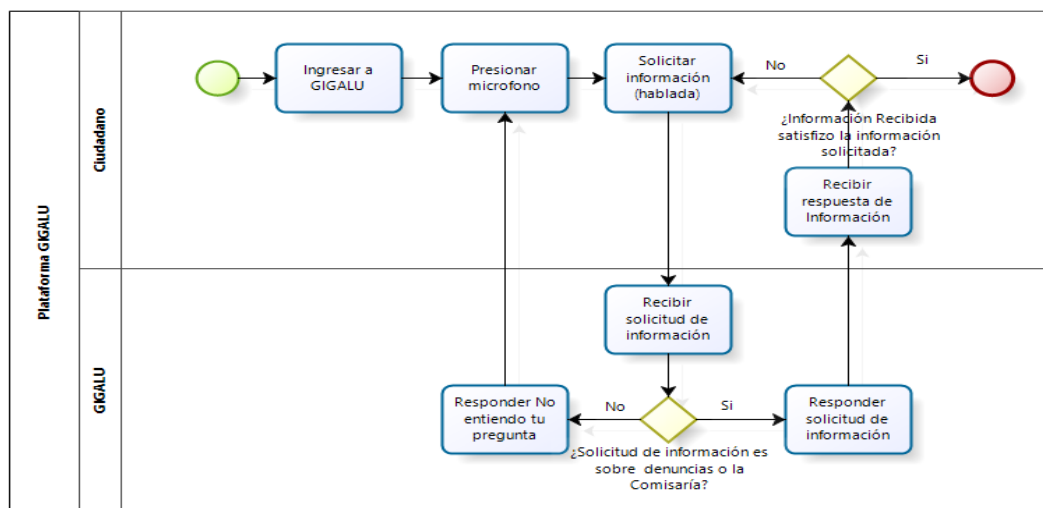 Plataforma GIGALU
Ciudadano
Ingresar a
GIGALU
Presionar
microfono
Solicitar
información
(hablada)
No
Si
¿Información Recibida
satisfizo la información
solicitada?
Recibir
respuesta de
Información
GIGALU
Recibir
solicitud de
información
Responder No
entiendo tu
pregunta
No
Si
Responder
solicitud de
información
¿Solicitud de información es
sobre denuncias o la
Comisaría?